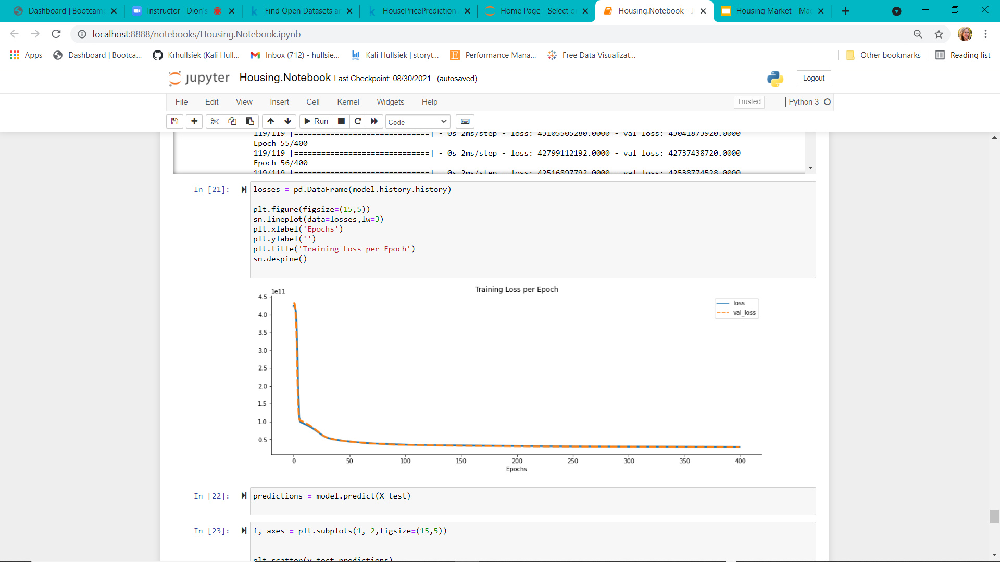 Dashboard | Bootcamp
Instructor--Dion's
Find Open Datasets a
HousePricePrediction
Home Page - Select o
Housing.Notebook - J
Housing Market - Mac
localhost:8888/notebooks/Housing.Notebook.ipynb
Apps
Dashboard | Bootca...
Krhullsiek (Kali Hull...
Inbox (712) - hullsie...
Kali Hullsiek | storyt...
Performance Mana...
Free Data Visualizat...
Other bookmarks
Reading list
jupyter
Housing.Notebook Last Checkpoint: 08/30/2021 (autosaved)
Logout
File Edit View Insert Cell Kernel Widgets Help
Trusted
Python 3
Run
Code
119/119 [==============================] - 0s 2ms/step - loss: 43105505280.0000 - val_loss: 43041873920.0000
Epoch 55/400
119/119 [==============================] - 0s 2ms/step - loss: 42799112192.0000 - val_loss: 42737438720.0000
Epoch 56/400
119/119 [==============================] - 0s 2ms/step - loss: 42516897792.0000 - val_loss: 42538774528.0000
In [21]:
losses = pd.DataFrame(model.history.history)
plt.figure(figsize=(15,5))
sn.lineplot(data=losses,lw=3)
plt.xlabel('Epochs')
plt.ylabel('')
plt.title('Training Loss per Epoch')
sn.despine()
Training Loss per Epoch
1e11
4.5
4.0
3.5
3.0
2.5
2.0
1.5
1.0
0.5
loss
val_loss
0 50 100 150 200 250 300 350 400
Epochs
In [22]:
predictions = model.predict(X_test)
In [23]:
f, axes = plt.subplots(1, 2,figsize=(15,5))
plt.scatter(y_test,predictions)